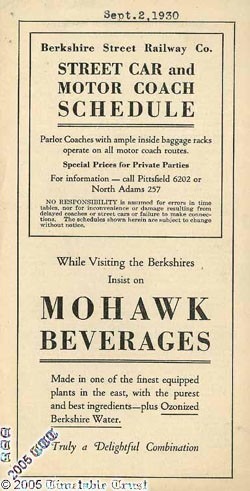 Sept. 2, 1930
Berkshire Street Railway Co.
STREET CAR and
MOTOR COACH
SCHEDULE
Parlor Coaches with ample inside baggage racks
operate on all motor coach routes.
Special Prices for Private Parties
For information — call Pittsfield 6202 or
North Adams 257
NO RESPONSIBILITY is assumed for errors in time
tables, nor for inconvenience or damage resulting from
delayed coaches or street cars or failure to make connec-
tions. The schedules shown herein are subject to change
without notice.
While Visiting the Berkshires
Insist on
MOHAWK
BEVERAGES
Made in one of the finest equipped
plants in the east, with the purest
and best ingredients—plus Ozonized
Berkshire Water.
Truly a Delightful Combination
© 2005
© 2005 Timetable Trust